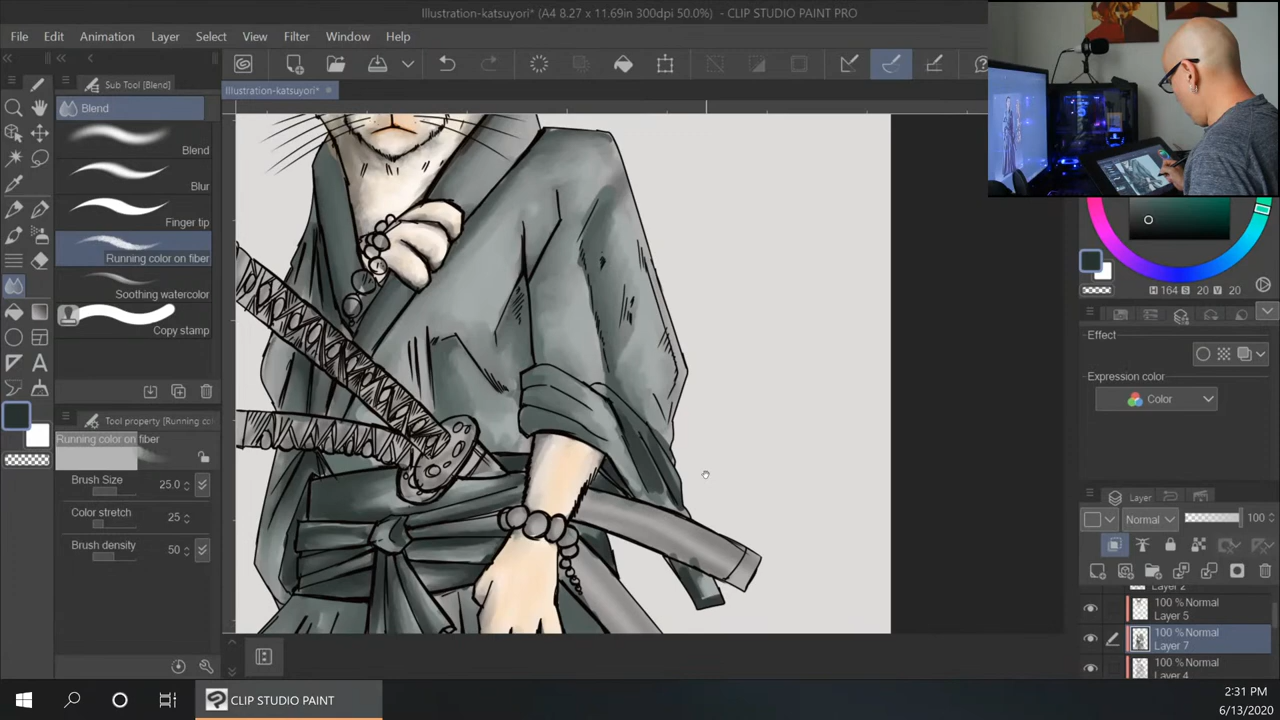 Illustration-katsuyori* (A4 8.27 x 11.69in 300dpi 50.0%) - CLIP STUDIO PAINT PRO
File Edit Animation Layer Select View Filter Window Help
Sub Tool [Blend]
Illustration-katsuyori*
Blend
Blend
Blur
Finger tip
Running color on fiber
Soothing watercolor
Copy stamp
Tool property [Running co
Running color on fiber
Brush Size 25.0
Color stretch 25
Brush density 50
H 164 S 20 V 20
Effect
Expression color
Color
Layer
Normal 100
Layer 2
100 % Normal
Layer 5
100 % Normal
Layer 7
100 % Normal
Layer 4
CLIP STUDIO PAINT
2:31 PM
6/13/2020